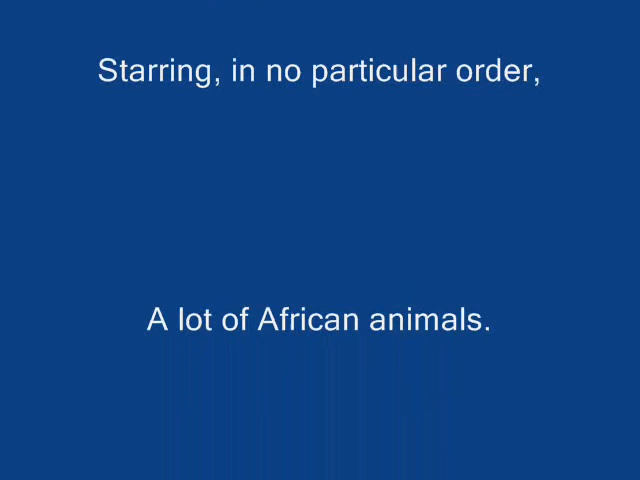 Starring, in no particular order,
A lot of African animals.